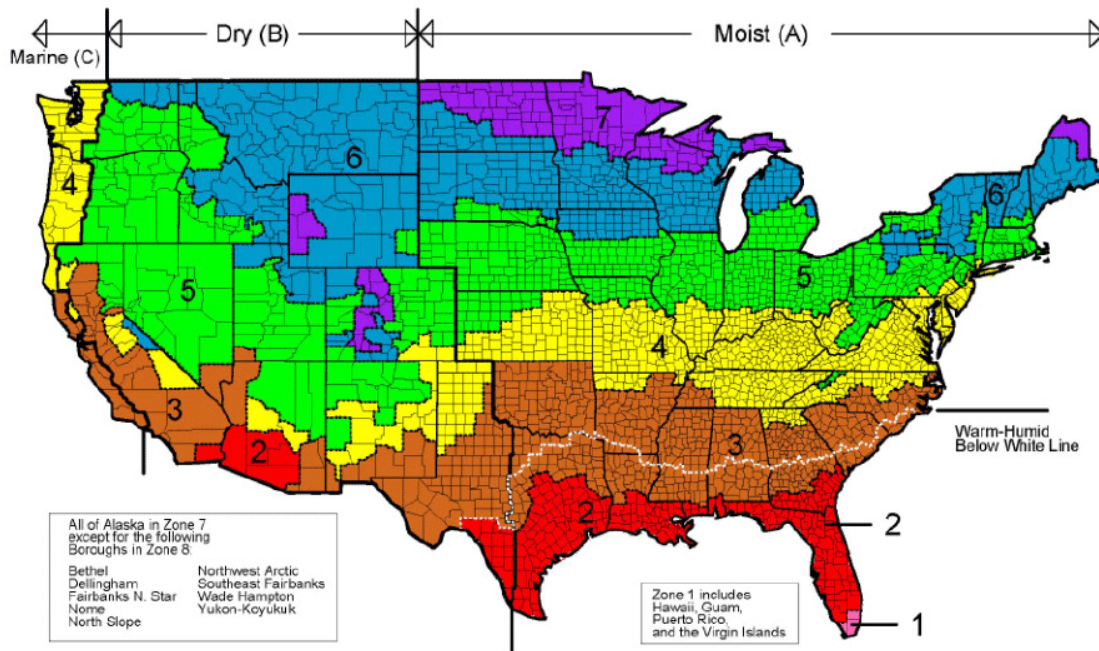 Marine (C)
Dry (B)
Moist (A)
7
6
6
4
5
5
4
3
3
Warm-Humid
Below White Line
2
2
2
1
All of Alaska in Zone 7
except for the following
Boroughs in Zone 8:
Bethel Northwest Arctic
Dellingham Southeast Fairbanks
Fairbanks N. Star Wade Hampton
Nome Yukon-Koyukuk
North Slope
Zone 1 includes
Hawaii, Guam,
Puerto Rico,
and the Virgin Islands